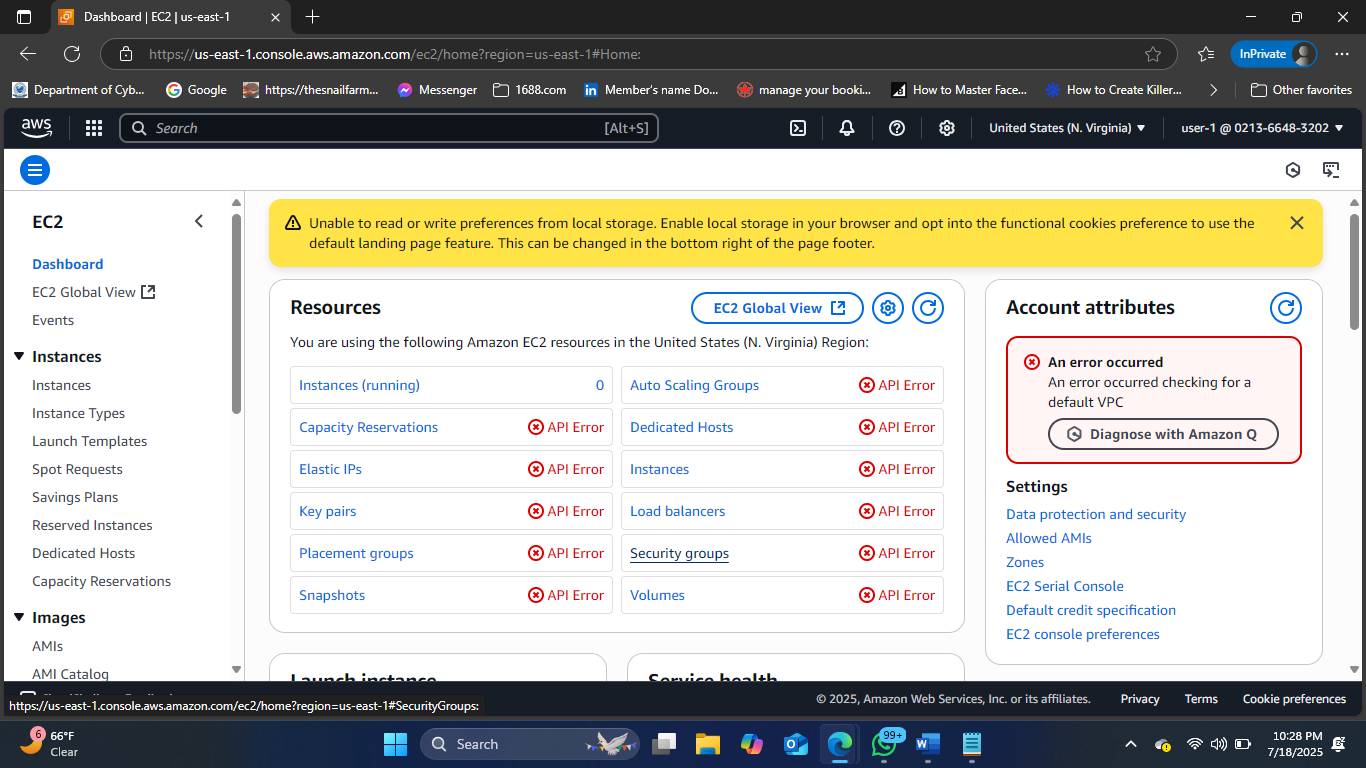 Dashboard | EC2 | us-east-1
https://us-east-1.console.aws.amazon.com/ec2/home?region=us-east-1#Home:
InPrivate
Department of Cyb...
Google
https://thesnailfarm...
Messenger
1688.com
Member's name Do...
manage your booki...
How to Master Face...
How to Create Killer...
Other favorites
aws
Search
[Alt+S]
United States (N. Virginia)
user-1 @ 0213-6648-3202
EC2
Dashboard
EC2 Global View
Events
Instances
Instances
Instance Types
Launch Templates
Spot Requests
Savings Plans
Reserved Instances
Dedicated Hosts
Capacity Reservations
Images
AMIs
AMI Catalog
Unable to read or write preferences from local storage. Enable local storage in your browser and opt into the functional cookies preference to use the
default landing page feature. This can be changed in the bottom right of the page footer.
Resources
EC2 Global View
You are using the following Amazon EC2 resources in the United States (N. Virginia) Region:
Instances (running) 0
Auto Scaling Groups API Error
Capacity Reservations API Error
Dedicated Hosts API Error
Elastic IPs API Error
Instances API Error
Key pairs API Error
Load balancers API Error
Placement groups API Error
Security groups API Error
Snapshots API Error
Volumes API Error
Launch instance
Service health
Account attributes
An error occurred
An error occurred checking for a
default VPC
Diagnose with Amazon Q
Settings
Data protection and security
Allowed AMIs
Zones
EC2 Serial Console
Default credit specification
EC2 console preferences
https://us-east-1.console.aws.amazon.com/ec2/home?region=us-east-1#SecurityGroups:
© 2025, Amazon Web Services, Inc. or its affiliates.
Privacy
Terms
Cookie preferences
6
66°F
Clear
Search
99+
10:28 PM
7/18/2025